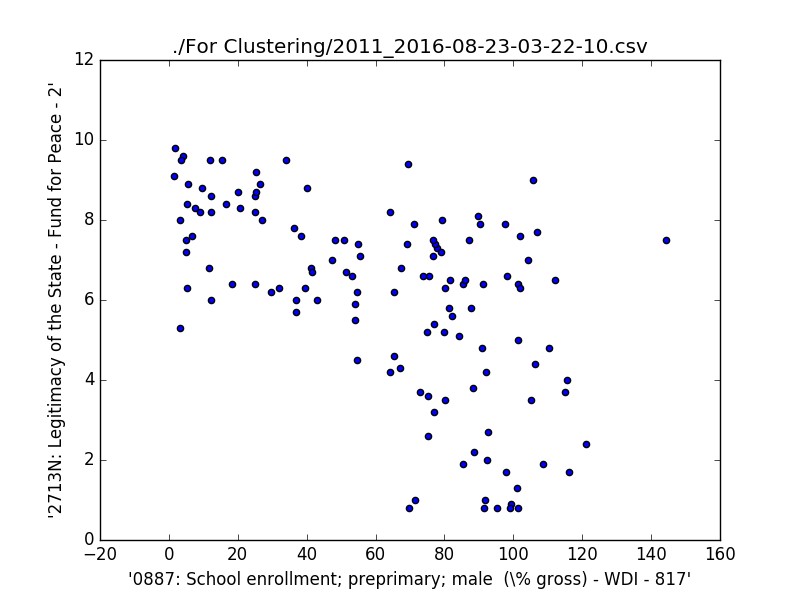 ./For Clustering/2011_2016-08-23-03-22-10.csv
'2713N: Legitimacy of the State - Fund for Peace - 2'
12
10
8
6
4
2
0
−20 0 20 40 60 80 100 120 140 160
'0887: School enrollment; preprimary; male  (\% gross) - WDI - 817'